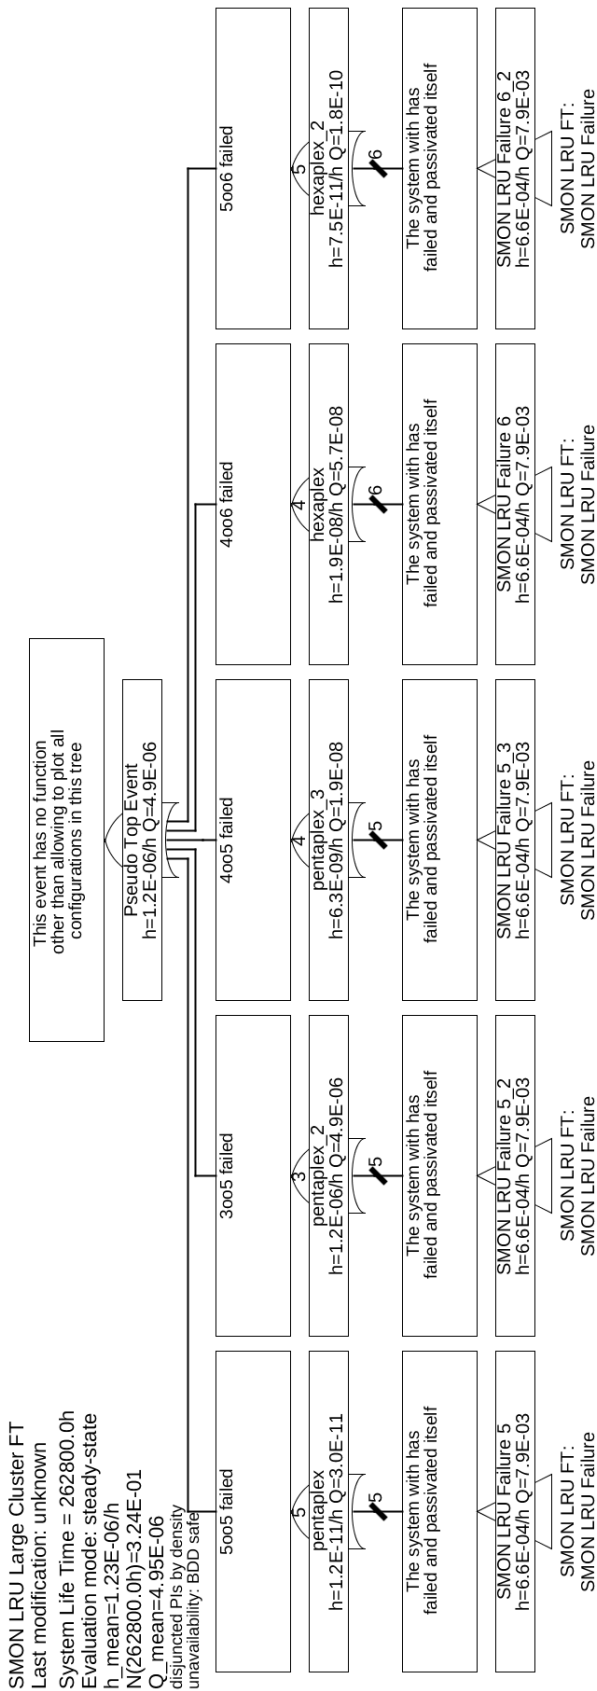 SMON LRU Large Cluster FT
Last modification: unknown
System Life Time = 262800.0h
Evaluation mode: steady-state
h_mean=1.23E-06/h
N(262800.0h)=3.24E-01
Q_mean=4.95E-06
disjuncted PIs by density
unavailability: BDD safe
This event has no function
other than allowing to plot all
configurations in this tree
Pseudo Top Event
h=1.2E-06/h Q=4.9E-06
5oo5 failed
5
pentaplex
h=1.2E-11/h Q=3.0E-11
5
The system with has
failed and passivated itself
SMON LRU Failure 5
h=6.6E-04/h Q=7.9E-03
SMON LRU FT:
SMON LRU Failure
3oo5 failed
3
pentaplex_2
h=1.2E-06/h Q=4.9E-06
5
The system with has
failed and passivated itself
SMON LRU Failure 5_2
h=6.6E-04/h Q=7.9E-03
SMON LRU FT:
SMON LRU Failure
4oo5 failed
4
pentaplex_3
h=6.3E-09/h Q=1.9E-08
5
The system with has
failed and passivated itself
SMON LRU Failure 5_3
h=6.6E-04/h Q=7.9E-03
SMON LRU FT:
SMON LRU Failure
4oo6 failed
4
hexaplex
h=1.9E-08/h Q=5.7E-08
6
The system with has
failed and passivated itself
SMON LRU Failure 6
h=6.6E-04/h Q=7.9E-03
SMON LRU FT:
SMON LRU Failure
5oo6 failed
5
hexaplex_2
h=7.5E-11/h Q=1.8E-10
6
The system with has
failed and passivated itself
SMON LRU Failure 6_2
h=6.6E-04/h Q=7.9E-03
SMON LRU FT:
SMON LRU Failure